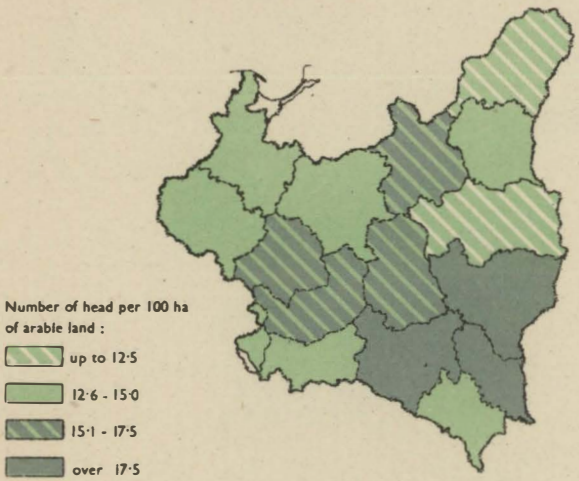 Number of head per 100 ha
of arable land :
up to 12·5
12·6 - 15·0
15·1 - 17·5
over 17·5